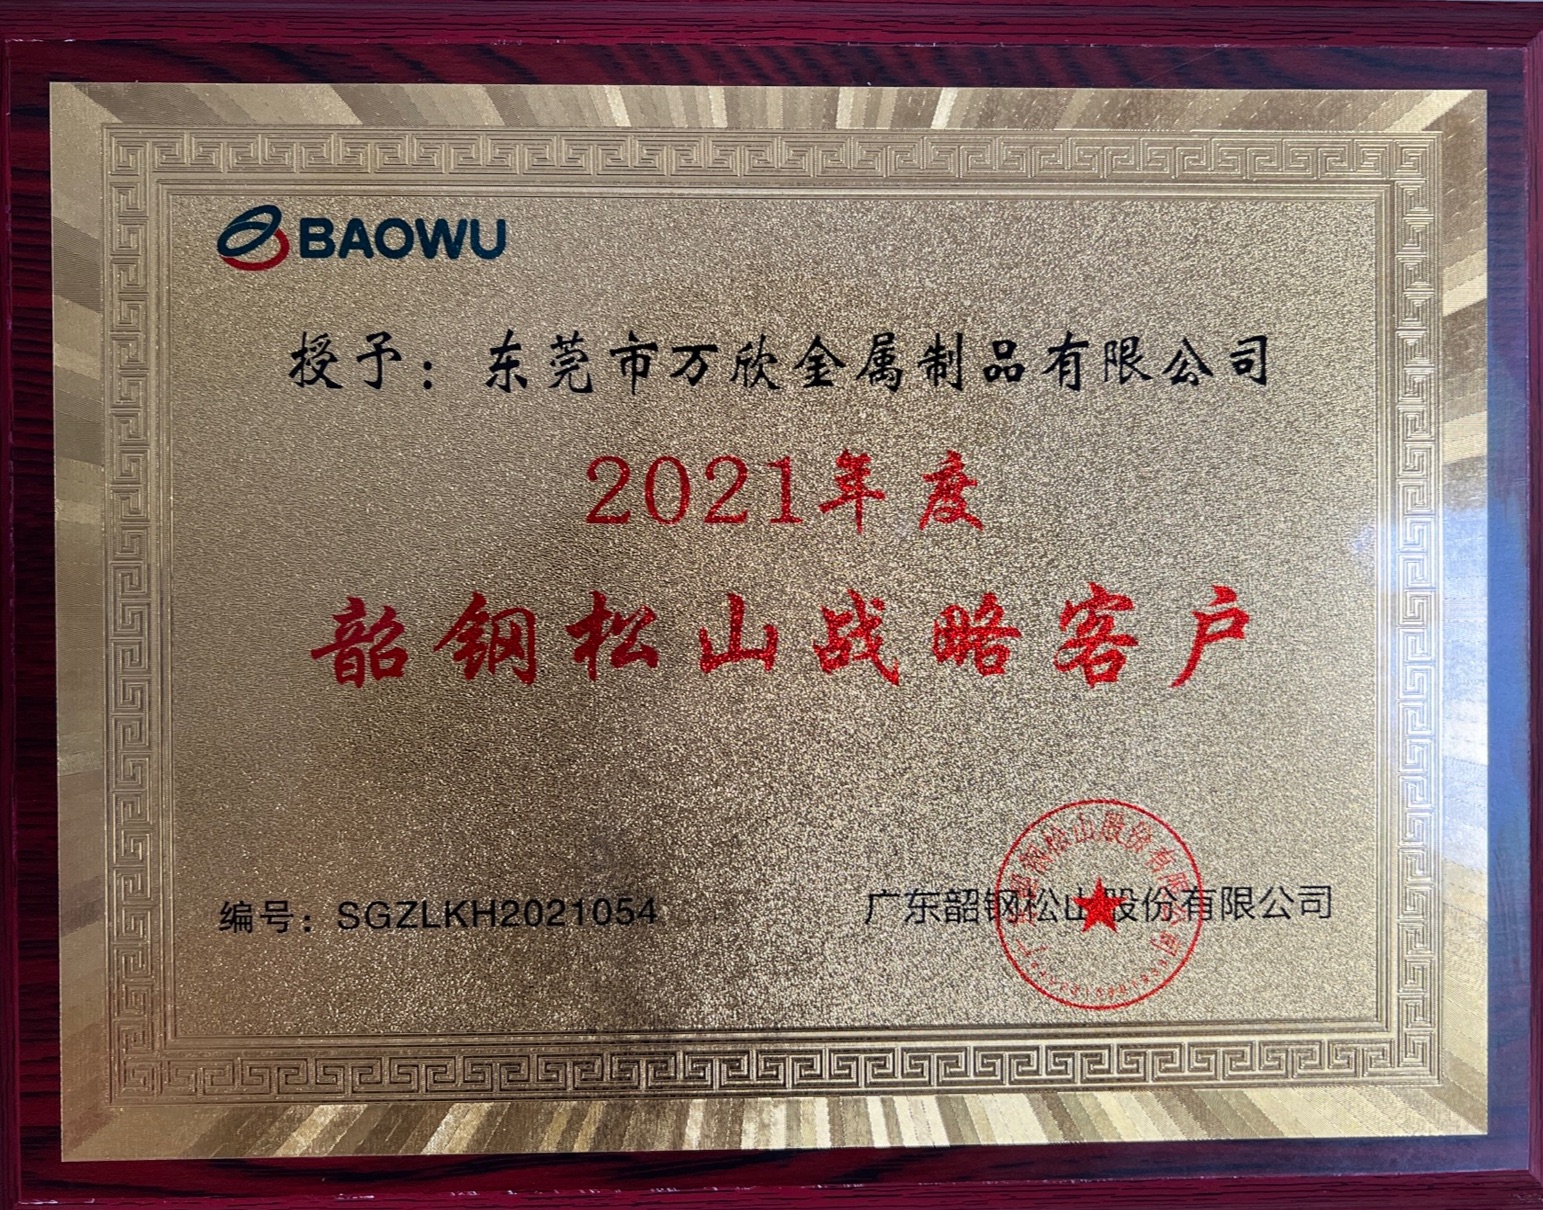 BAOWU
授予：东莞市万欣金属制品有限公司
2021年度
韶钢松山战略客户
编号：SGZLKH2021054
广东韶钢松山股份有限公司